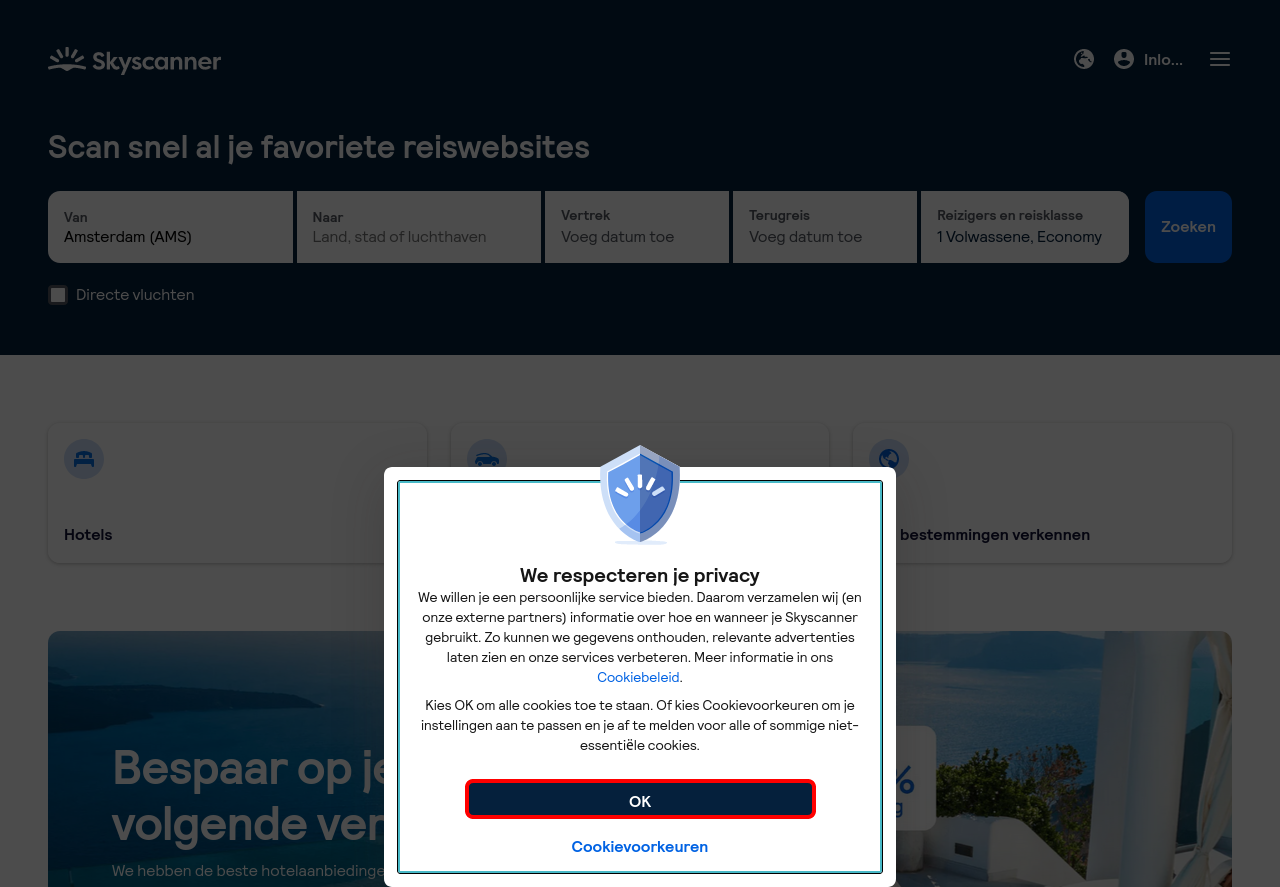 Skyscanner
Inlo...
Scan snel al je favoriete reiswebsites
Van
Amsterdam (AMS)
Naar
Land, stad of luchthaven
Vertrek
Voeg datum toe
Terugreis
Voeg datum toe
Reizigers en reisklasse
1 Volwassene, Economy
Zoeken
Directe vluchten
Hotels
bestemmingen verkennen
We respecteren je privacy
We willen je een persoonlijke service bieden. Daarom verzamelen wij (en
onze externe partners) informatie over hoe en wanneer je Skyscanner
gebruikt. Zo kunnen we gegevens onthouden, relevante advertenties
laten zien en onze services verbeteren. Meer informatie in ons
Cookiebeleid.
Kies OK om alle cookies toe te staan. Of kies Cookievoorkeuren om je
instellingen aan te passen en je af te melden voor alle of sommige niet-
essentiële cookies.
OK
Cookievoorkeuren
Bespaar op je
volgende ver
We hebben de beste hotelaanbiedinge
%
g